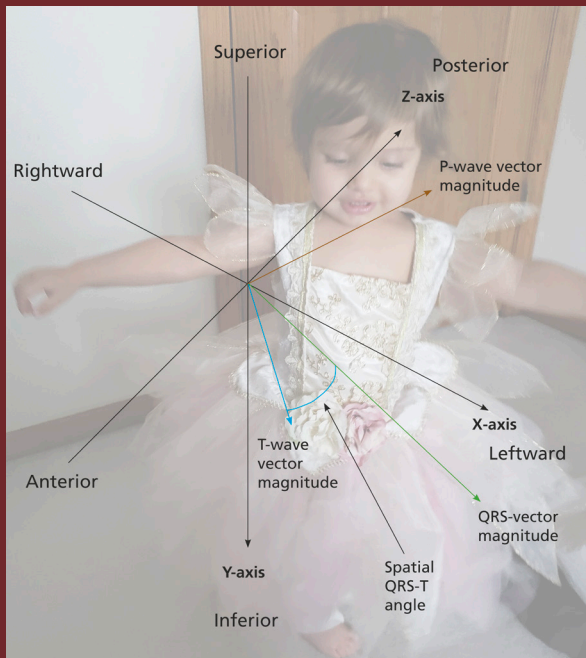 Superior
Posterior
Z-axis
Rightward
P-wave vector
magnitude
X-axis
Leftward
T-wave
vector
magnitude
Anterior
QRS-vector
magnitude
Y-axis
Spatial
QRS-T
angle
Inferior